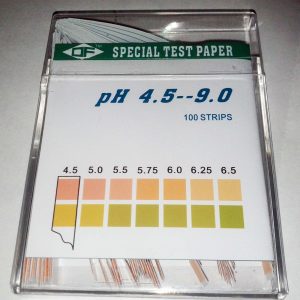 DF SPECIAL TEST PAPER
pH 4.5--9.0
100 STRIPS
4.5 5.0 5.5 5.75 6.0 6.25 6.5